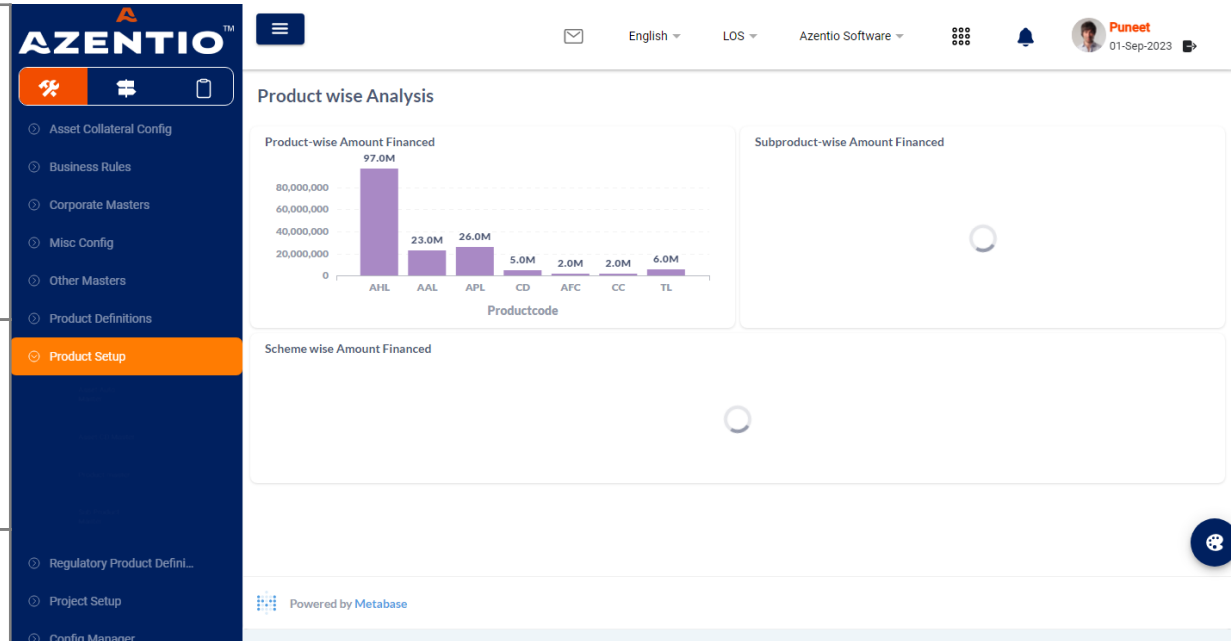 AZENTIO™
Asset Collateral Config
Business Rules
Corporate Masters
Misc Config
Other Masters
Product Definitions
Product Setup
Regulatory Product Defini...
Project Setup
Config Manager
English
LOS
Azentio Software
Puneet
01-Sep-2023
Product wise Analysis
Product-wise Amount Financed
97.0M
80,000,000
60,000,000
40,000,000
20,000,000
0
23.0M
26.0M
5.0M
2.0M
2.0M
6.0M
AHL AAL APL CD AFC CC TL
Productcode
Subproduct-wise Amount Financed
Scheme wise Amount Financed
Powered by Metabase